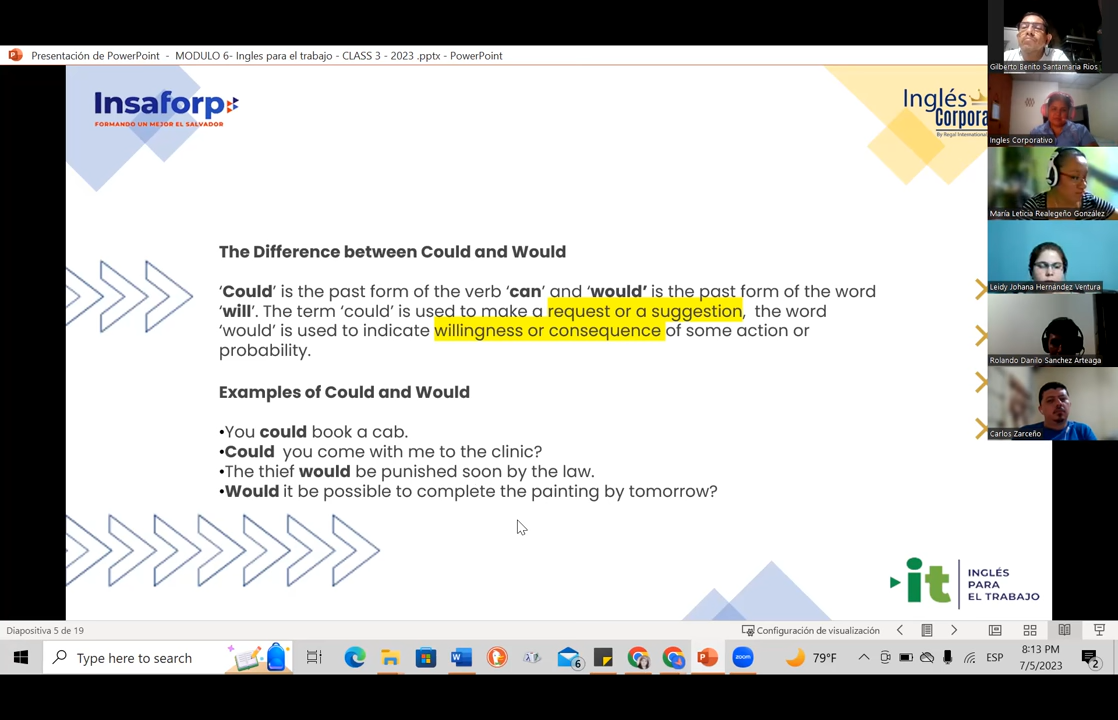 Presentación de PowerPoint - MODULO 6- Ingles para el trabajo - CLASS 3 - 2023 .pptx - PowerPoint
Insaforp
FORMANDO UN MEJOR EL SALVADOR
Inglés
Corpora
By Regal International
The Difference between Could and Would
‘Could’ is the past form of the verb ‘can‘ and ‘would’ is the past form of the word
‘will’. The term ‘could’ is used to make a request or a suggestion, the word
‘would’ is used to indicate willingness or consequence of some action or
probability.
Examples of Could and Would
•You could book a cab.
•Could you come with me to the clinic?
•The thief would be punished soon by the law.
•Would it be possible to complete the painting by tomorrow?
it
INGLÉS
PARA
EL TRABAJO
Gilberto Benito Santamaria Rios
Ingles Corporativo
María Leticia Realegeño González
Leidy Johana Hernández Ventura
Rolando Danilo Sanchez Arteaga
Carlos Zarceño
Diapositiva 5 de 19
Configuración de visualización
Type here to search
W
6
P
zoom
79°F
ESP
8:13 PM
7/5/2023
2